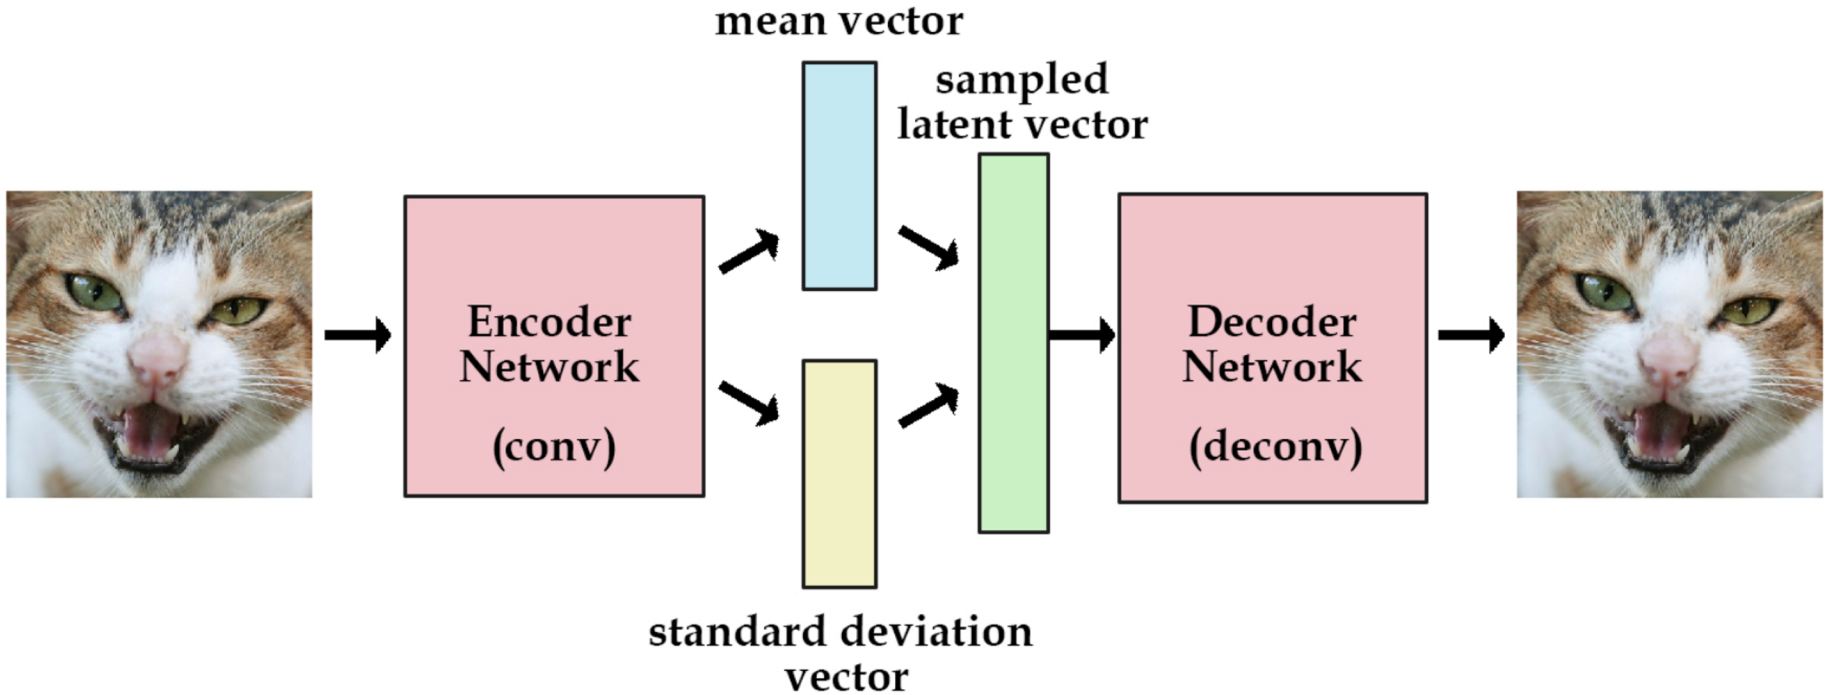 mean vector
sampled
latent vector
Encoder
Network
(conv)
Decoder
Network
(deconv)
standard deviation
vector